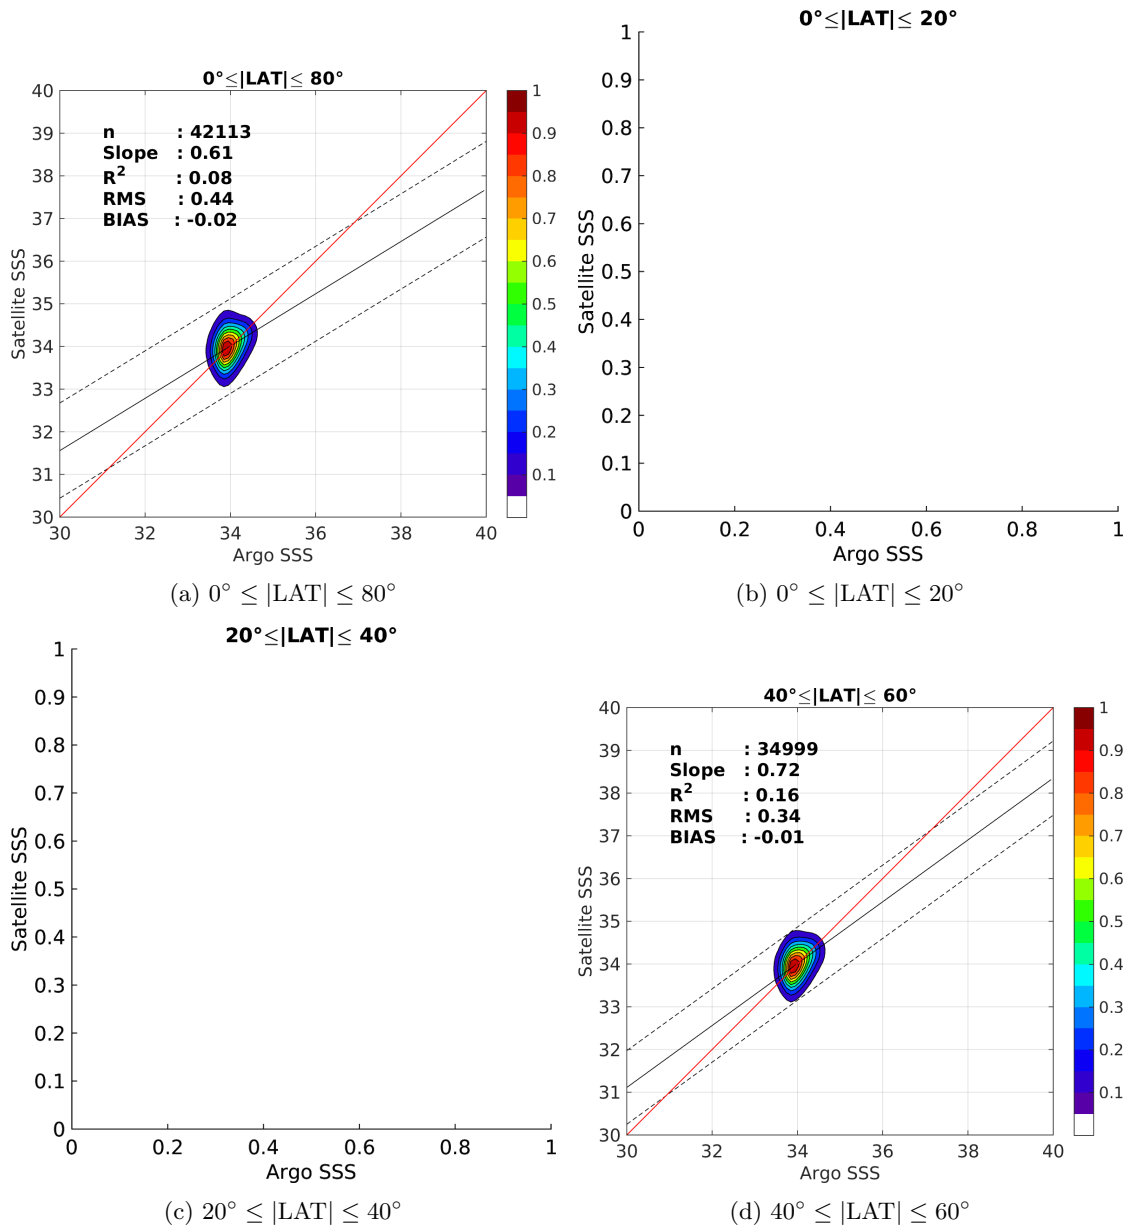 0°≤|LAT|≤ 80°
n : 42113
Slope : 0.61
R² : 0.08
RMS : 0.44
BIAS : -0.02
40
39
38
37
36
35
34
33
32
31
30
30 32 34 36 38 40
Satellite SSS
Argo SSS
1
0.9
0.8
0.7
0.6
0.5
0.4
0.3
0.2
0.1
(a) 0° ≤ |LAT| ≤ 80°
0°≤|LAT|≤ 20°
1
0.9
0.8
0.7
0.6
0.5
0.4
0.3
0.2
0.1
0
0 0.2 0.4 0.6 0.8 1
Satellite SSS
Argo SSS
(b) 0° ≤ |LAT| ≤ 20°
20°≤|LAT|≤ 40°
1
0.9
0.8
0.7
0.6
0.5
0.4
0.3
0.2
0.1
0
0 0.2 0.4 0.6 0.8 1
Satellite SSS
Argo SSS
(c) 20° ≤ |LAT| ≤ 40°
40°≤|LAT|≤ 60°
n : 34999
Slope : 0.72
R² : 0.16
RMS : 0.34
BIAS : -0.01
40
39
38
37
36
35
34
33
32
31
30
30 32 34 36 38 40
Satellite SSS
Argo SSS
1
0.9
0.8
0.7
0.6
0.5
0.4
0.3
0.2
0.1
(d) 40° ≤ |LAT| ≤ 60°